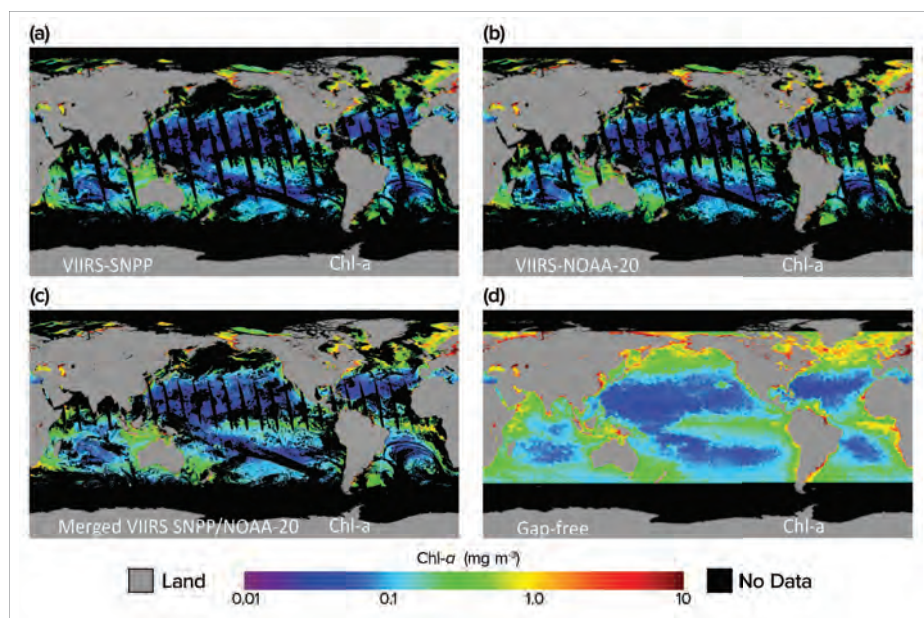 (a)
(b)
VIIRS-SNPP Chl-a
VIIRS-NOAA-20 Chl-a
(c)
(d)
Merged VIIRS SNPP/NOAA-20 Chl-a
Gap-free Chl-a
Chl-a (mg m⁻³)
Land
No Data
0.01 0.1 1.0 10